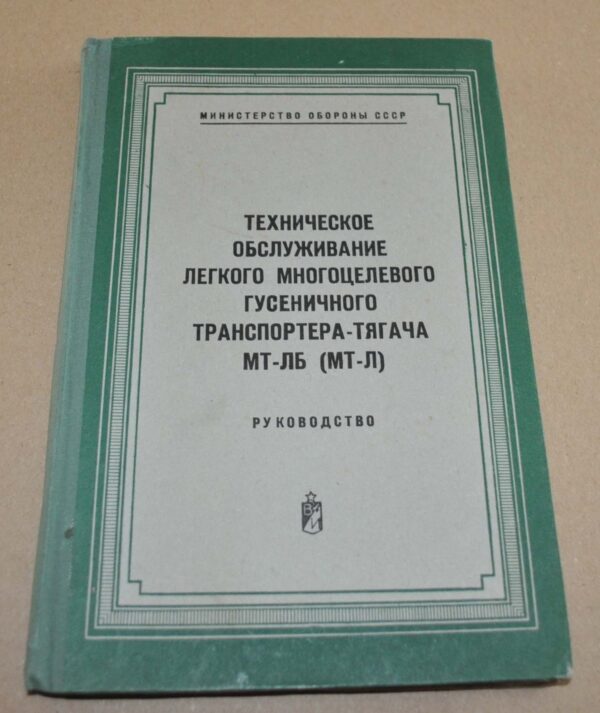 МИНИСТЕРСТВО ОБОРОНЫ СССР
ТЕХНИЧЕСКОЕ
ОБСЛУЖИВАНИЕ
ЛЕГКОГО МНОГОЦЕЛЕВОГО
ГУСЕНИЧНОГО
ТРАНСПОРТЕРА-ТЯГАЧА
МТ-ЛБ (МТ-Л)
РУКОВОДСТВО
ВИ